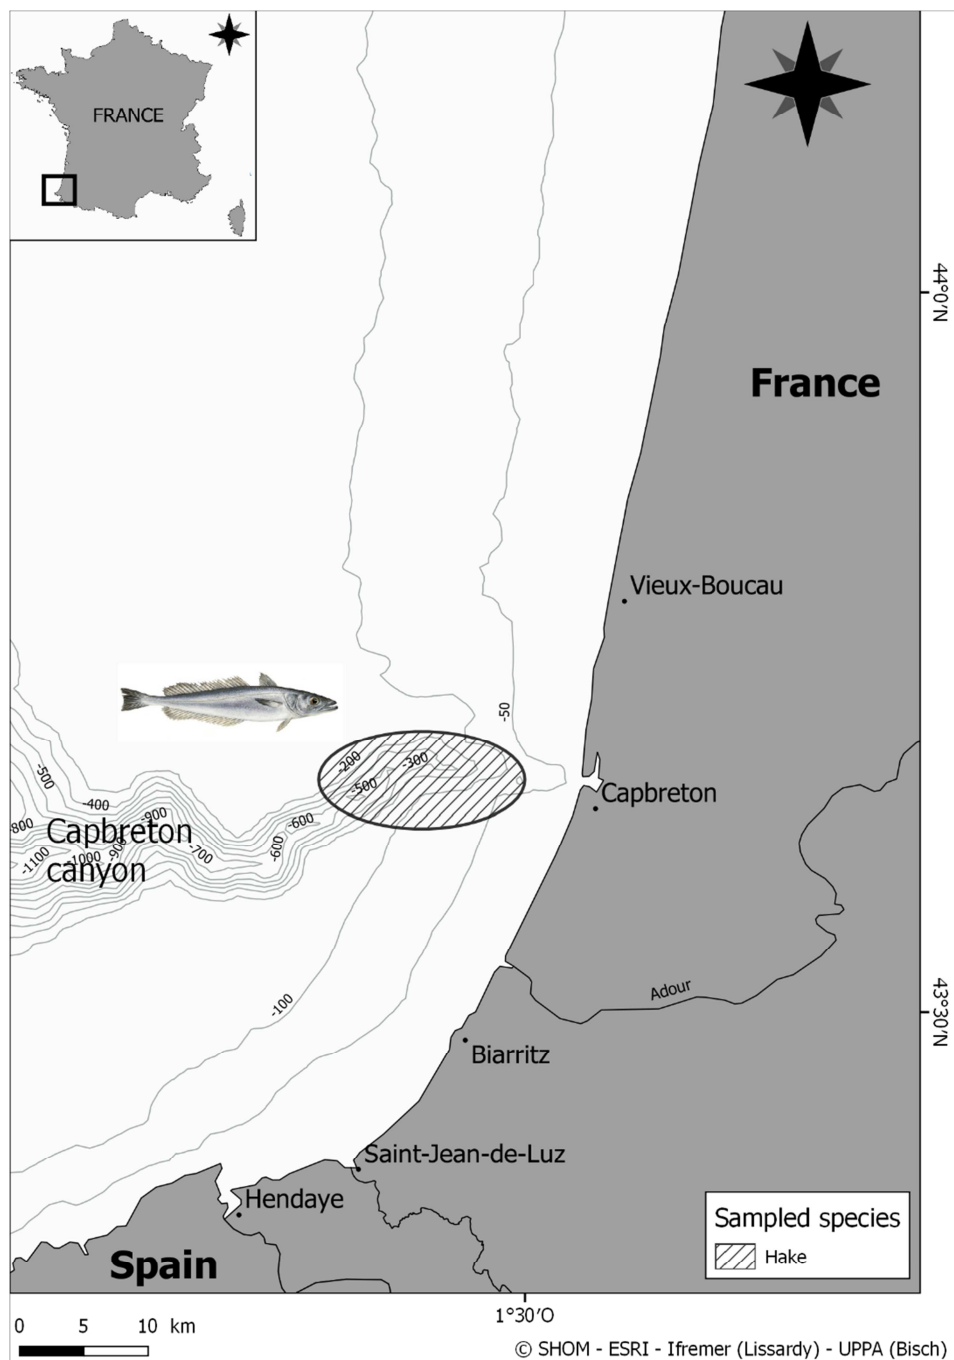 FRANCE
44°0'N
France
Vieux-Boucau
-50
-200
-300
-500
-500
-400
Capbreton
-900
-600
-800
Capbreton
-1100
-1000
-900
-700
-600
canyon
-100
Adour
43°30'N
Biarritz
Saint-Jean-de-Luz
Hendaye
Sampled species
Hake
Spain
1°30'O
0 5 10 km
© SHOM - ESRI - Ifremer (Lissardy) - UPPA (Bisch)